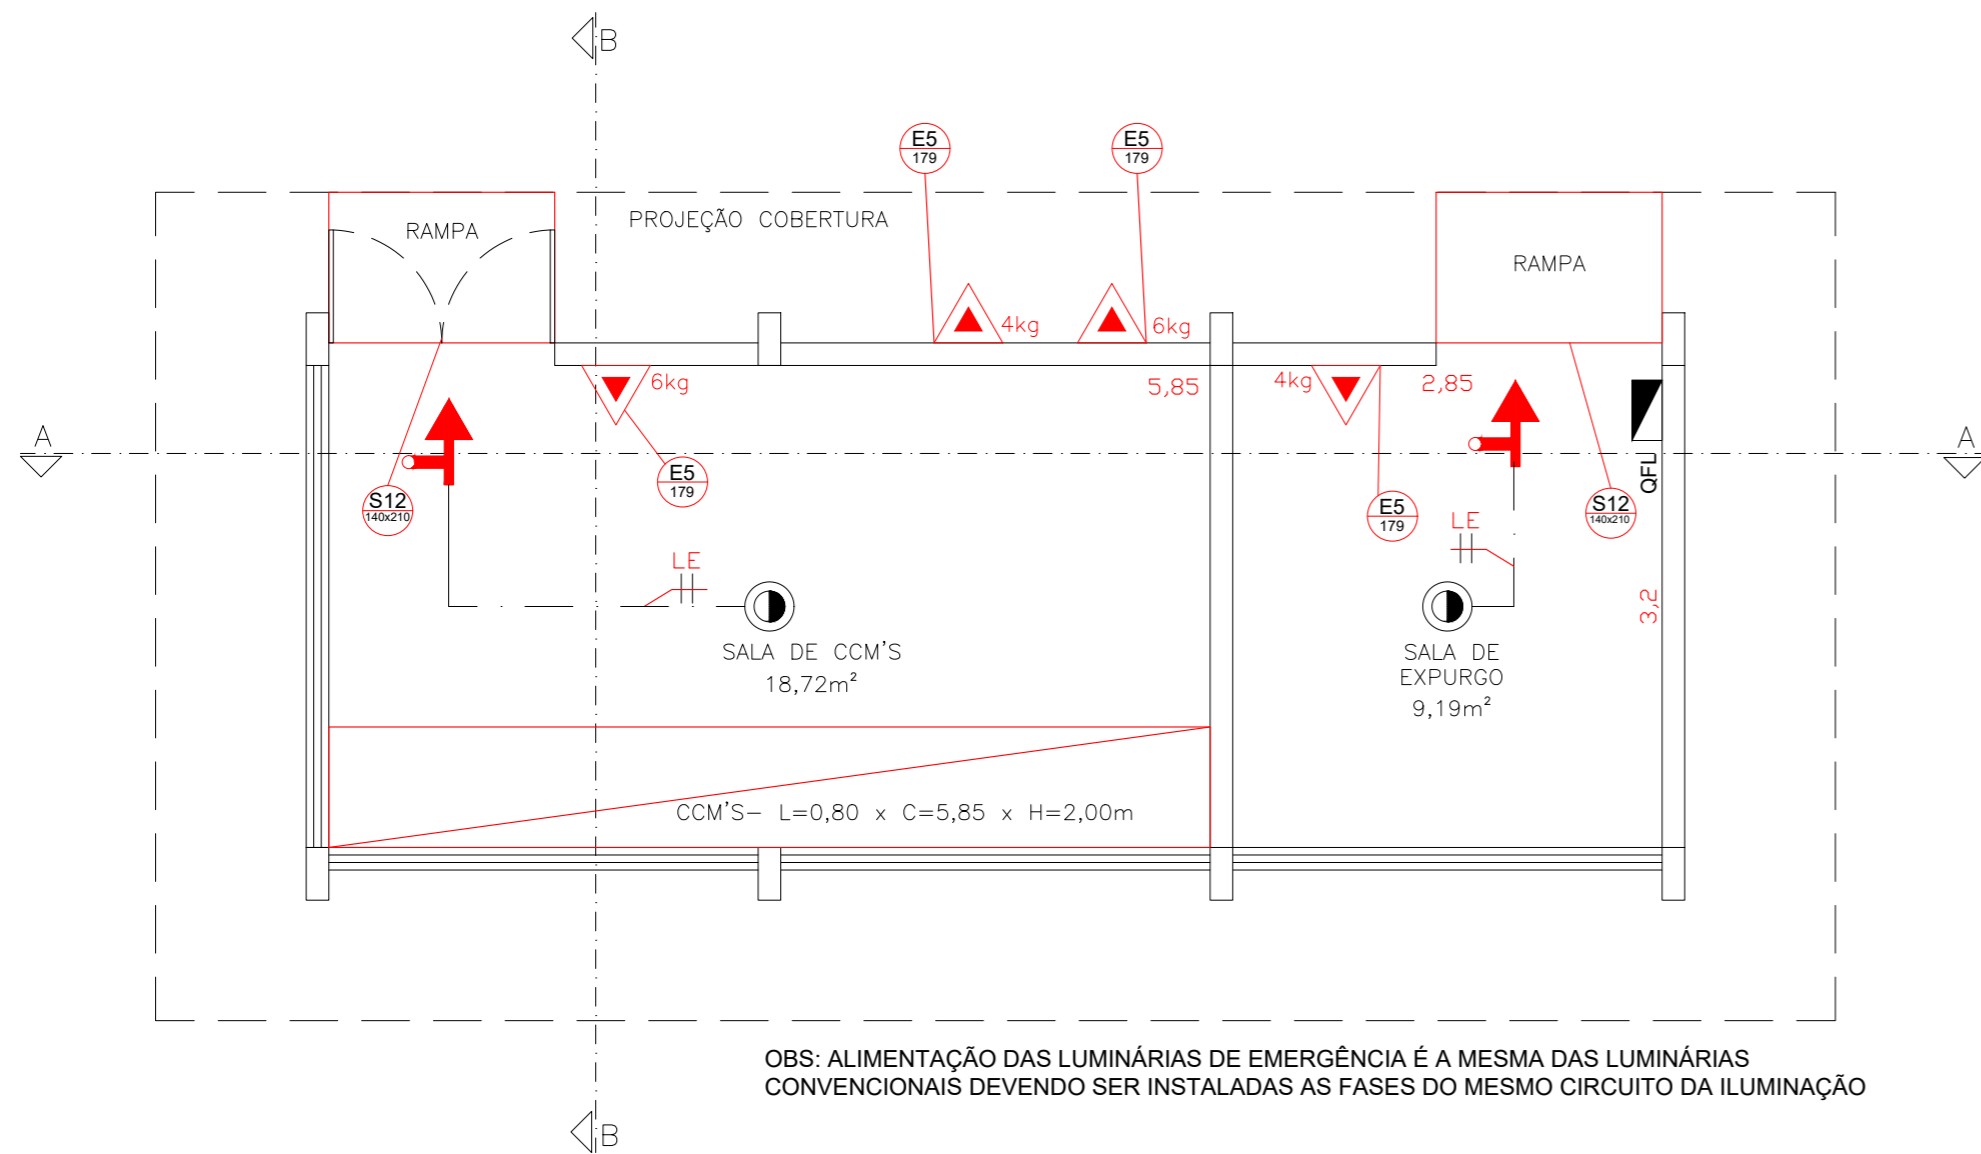 B
E5
179
E5
179
PROJEÇÃO COBERTURA
RAMPA
RAMPA
4kg
6kg
6kg
5,85
4kg
2,85
A
A
QFL
E5
179
S12
140x210
E5
179
S12
140x210
LE
LE
3,2
SALA DE CCM'S
18,72m²
SALA DE
EXPURGO
9,19m²
CCM'S– L=0,80 x C=5,85 x H=2,00m
OBS: ALIMENTAÇÃO DAS LUMINÁRIAS DE EMERGÊNCIA É A MESMA DAS LUMINÁRIAS
CONVENCIONAIS DEVENDO SER INSTALADAS AS FASES DO MESMO CIRCUITO DA ILUMINAÇÃO
B